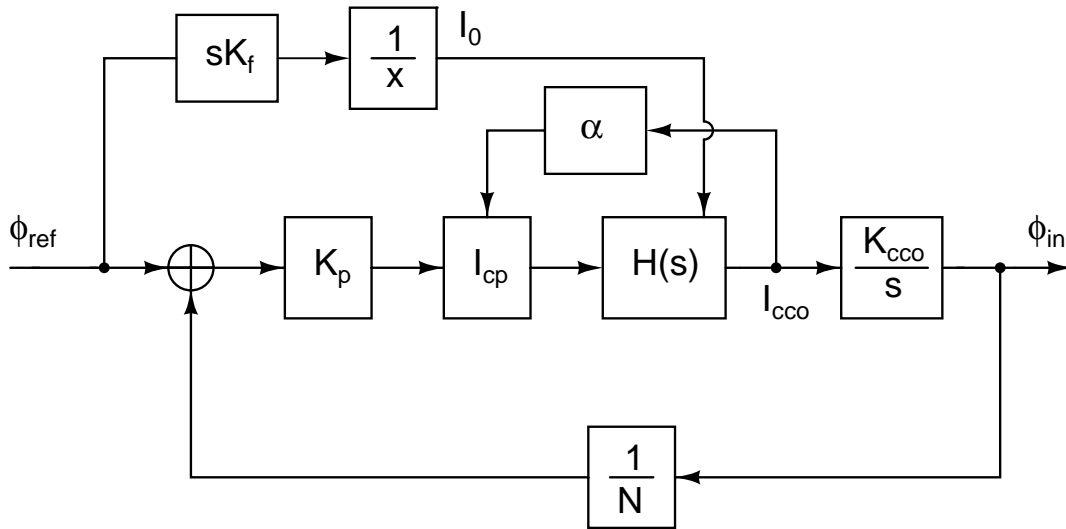 sK_f
1
x
I_0
α
ϕ_ref
K_p
I_cp
H(s)
I_cco
K_cco
s
ϕ_in
1
N